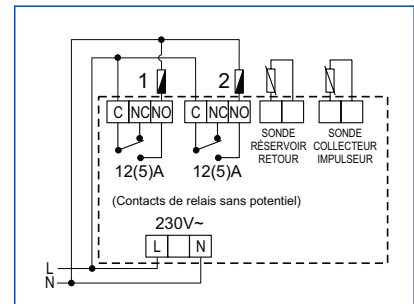 1 2
C NC NO C NC NO
SONDE RÉSERVOIR RETOUR
SONDE COLLECTEUR IMPULSEUR
12(5)A 12(5)A
(Contacts de relais sans potentiel)
230V~
L N
L
N